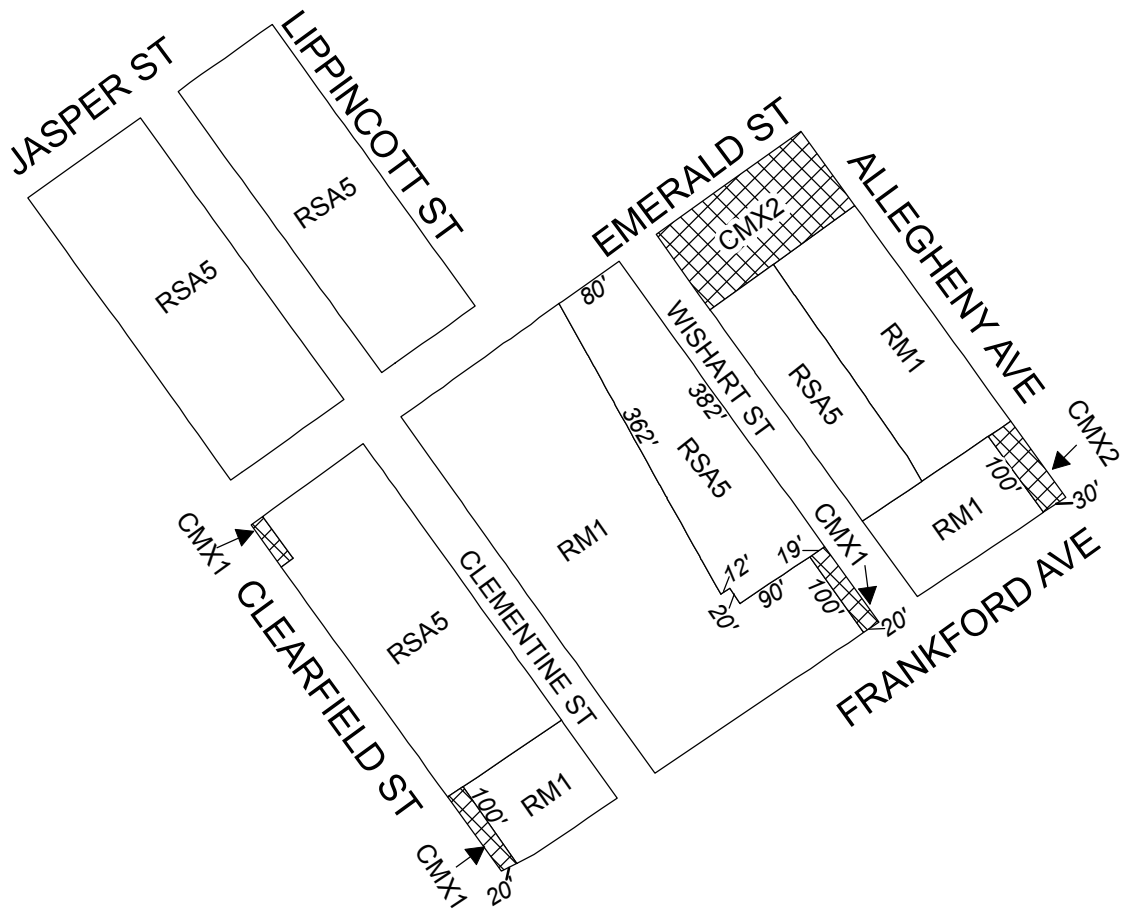 JASPER ST
LIPPINCOTT ST
RSA5
RSA5
EMERALD ST
ALLEGHENY AVE
CMX2
80'
WISHART ST
382'
362'
RSA5
RSA5
RM1
CMX2
100'
30'
RM1
CMX1
RM1
CMX1
19'
12'
20'
90'
100'
20'
FRANKFORD AVE
CLEMENTINE ST
CLEARFIELD ST
RSA5
RM1
100'
CMX1
20'